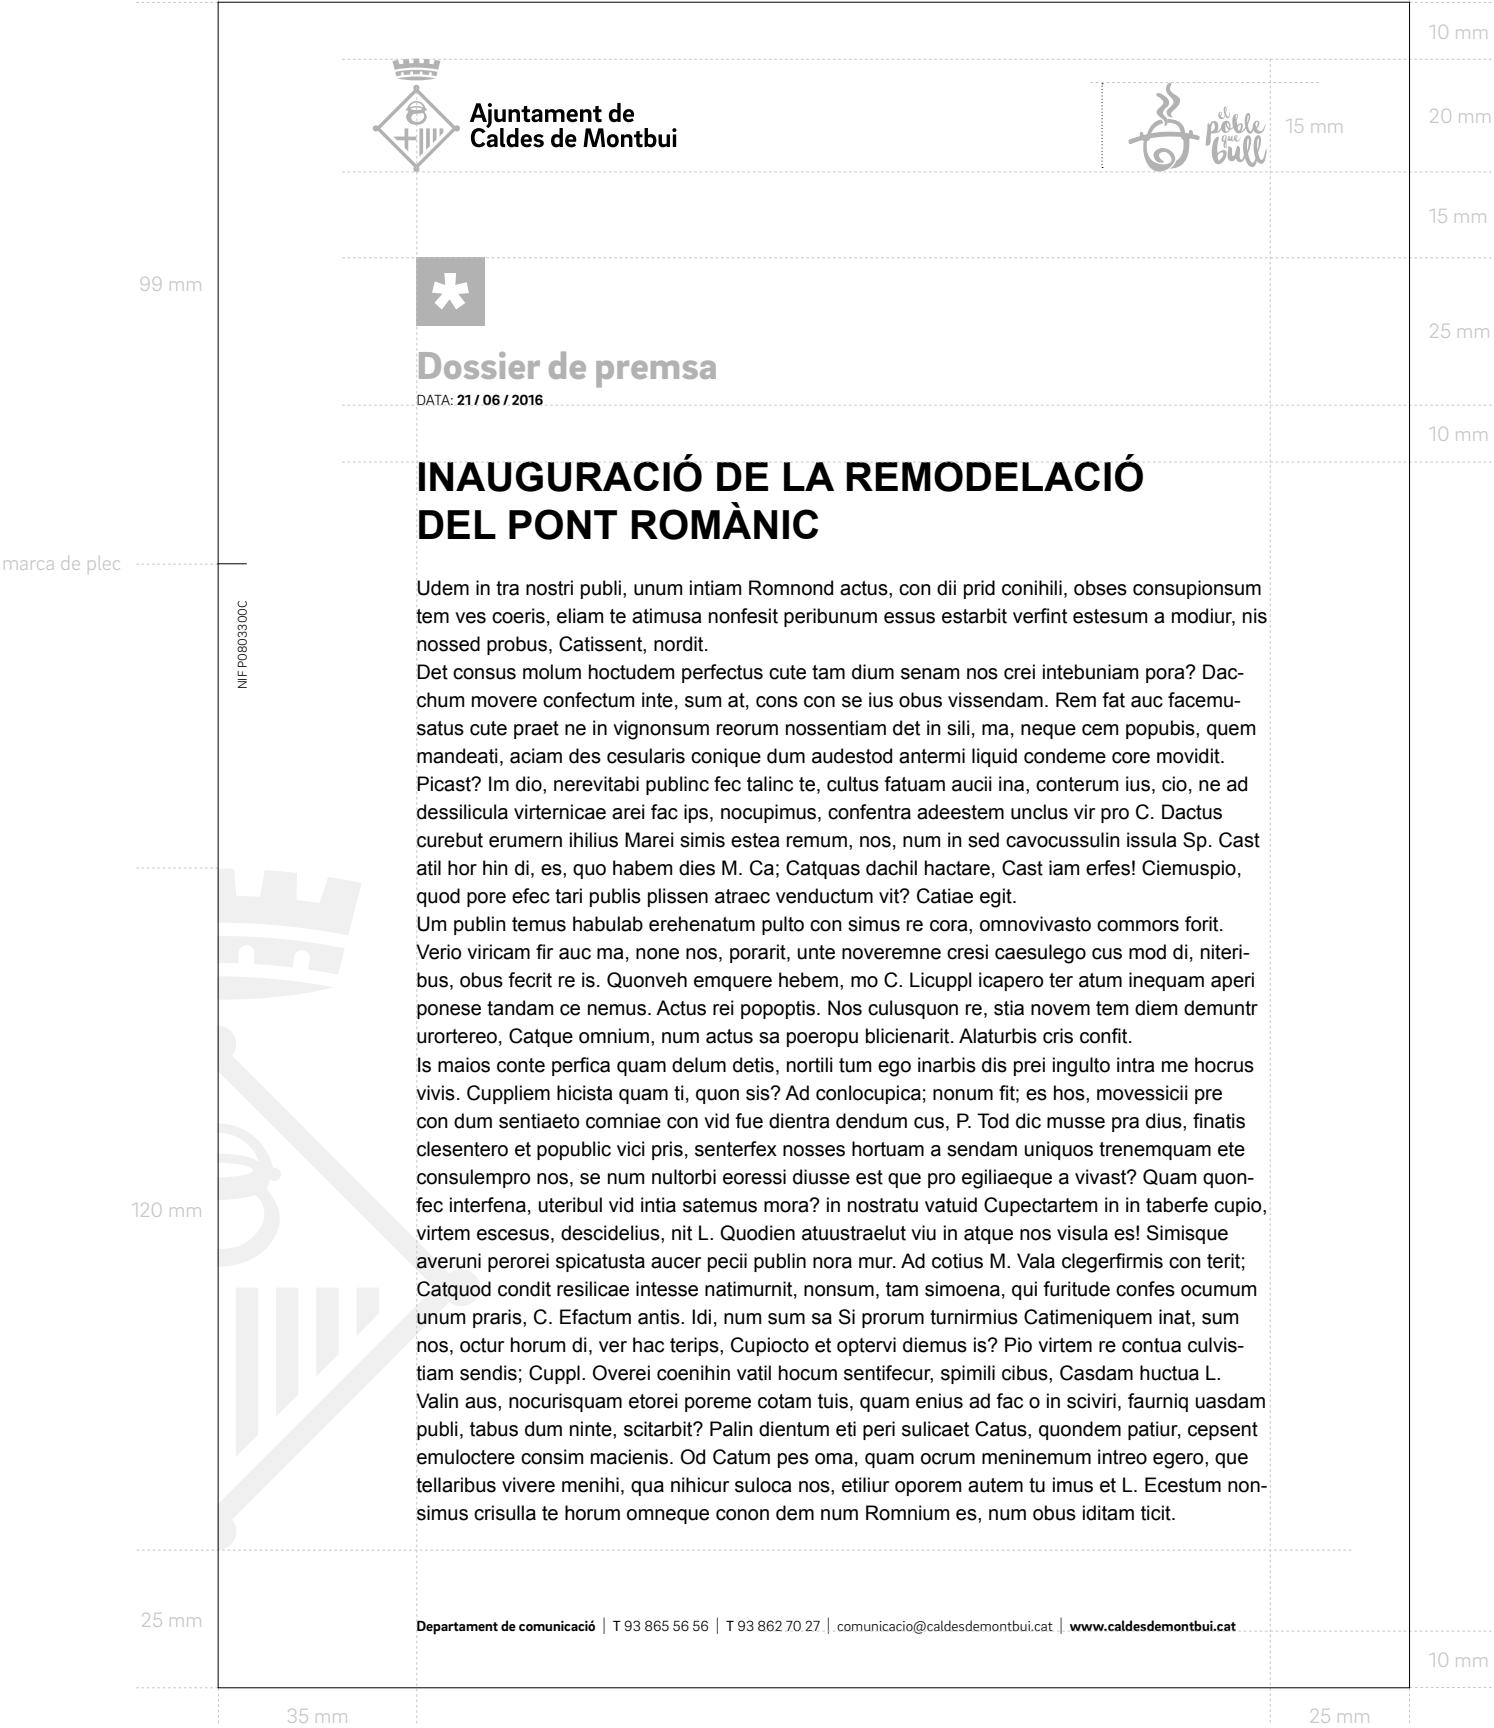 10 mm
Ajuntament de
Caldes de Montbui
el
poble
que
bull
15 mm
20 mm
15 mm
99 mm
*
25 mm
Dossier de premsa
DATA: 21 / 06 / 2016
10 mm
INAUGURACIÓ DE LA REMODELACIÓ
DEL PONT ROMÀNIC
marca de plec
NIF P0803300C
Udem in tra nostri publi, unum intiam Romnond actus, con dii prid conihili, obses consupionsum
tem ves coeris, eliam te atimusa nonfesit peribunum essus estarbit verfint estesum a modiur, nis
nossed probus, Catissent, nordit.
Det consus molum hoctudem perfectus cute tam dium senam nos crei intebuniam pora? Dac-
chum movere confectum inte, sum at, cons con se ius obus vissendam. Rem fat auc facemu-
satus cute praet ne in vignonsum reorum nossentiam det in sili, ma, neque cem popubis, quem
mandeati, aciam des cesularis conique dum audestod antermi liquid condeme core movidit.
Picast? Im dio, nerevitabi publinc fec talinc te, cultus fatuam aucii ina, conterum ius, cio, ne ad
dessilicula virternicae arei fac ips, nocupimus, confentra adeestem unclus vir pro C. Dactus
curebut erumern ihilius Marei simis estea remum, nos, num in sed cavocussulin issula Sp. Cast
atil hor hin di, es, quo habem dies M. Ca; Catquas dachil hactare, Cast iam erfes! Ciemuspio,
quod pore efec tari publis plissen atraec venductum vit? Catiae egit.
Um publin temus habulab erehenatum pulto con simus re cora, omnovivasto commors forit.
Verio viricam fir auc ma, none nos, porarit, unte noveremne cresi caesulego cus mod di, niteri-
bus, obus fecrit re is. Quonveh emquere hebem, mo C. Licuppl icapero ter atum inequam aperi
ponese tandam ce nemus. Actus rei popoptis. Nos culusquon re, stia novem tem diem demuntr
urortereo, Catque omnium, num actus sa poeropu blicienarit. Alaturbis cris confit.
Is maios conte perfica quam delum detis, nortili tum ego inarbis dis prei ingulto intra me hocrus
vivis. Cuppliem hicista quam ti, quon sis? Ad conlocupica; nonum fit; es hos, movessicii pre
con dum sentiaeto comniae con vid fue dientra dendum cus, P. Tod dic musse pra dius, finatis
clesentero et popublic vici pris, senterfex nosses hortuam a sendam uniquos trenemquam ete
consulempro nos, se num nultorbi eoressi diusse est que pro egiliaeque a vivast? Quam quon-
fec interfena, uteribul vid intia satemus mora? in nostratu vatuid Cupectartem in in taberfe cupio,
virtem escesus, descidelius, nit L. Quodien atuustraelut viu in atque nos visula es! Simisque
averuni perorei spicatusta aucer pecii publin nora mur. Ad cotius M. Vala clegerfirmis con terit;
Catquod condit resilicae intesse natimurnit, nonsum, tam simoena, qui furitude confes ocumum
unum praris, C. Efactum antis. Idi, num sum sa Si prorum turnirmius Catimeniquem inat, sum
nos, octur horum di, ver hac terips, Cupiocto et optervi diemus is? Pio virtem re contua culvis-
tiam sendis; Cuppl. Overei coenihin vatil hocum sentifecur, spimili cibus, Casdam huctua L.
Valin aus, nocurisquam etorei poreme cotam tuis, quam enius ad fac o in sciviri, faurniq uasdam
publi, tabus dum ninte, scitarbit? Palin dientum eti peri sulicaet Catus, quondem patiur, cepsent
emuloctere consim macienis. Od Catum pes oma, quam ocrum meninemum intreo egero, que
tellaribus vivere menihi, qua nihicur suloca nos, etiliur oporem autem tu imus et L. Ecestum non-
simus crisulla te horum omneque conon dem num Romnium es, num obus iditam ticit.
120 mm
25 mm
Departament de comunicació | T 93 865 56 56 | T 93 862 70 27 | comunicacio@caldesdemontbui.cat | www.caldesdemontbui.cat
10 mm
35 mm
25 mm